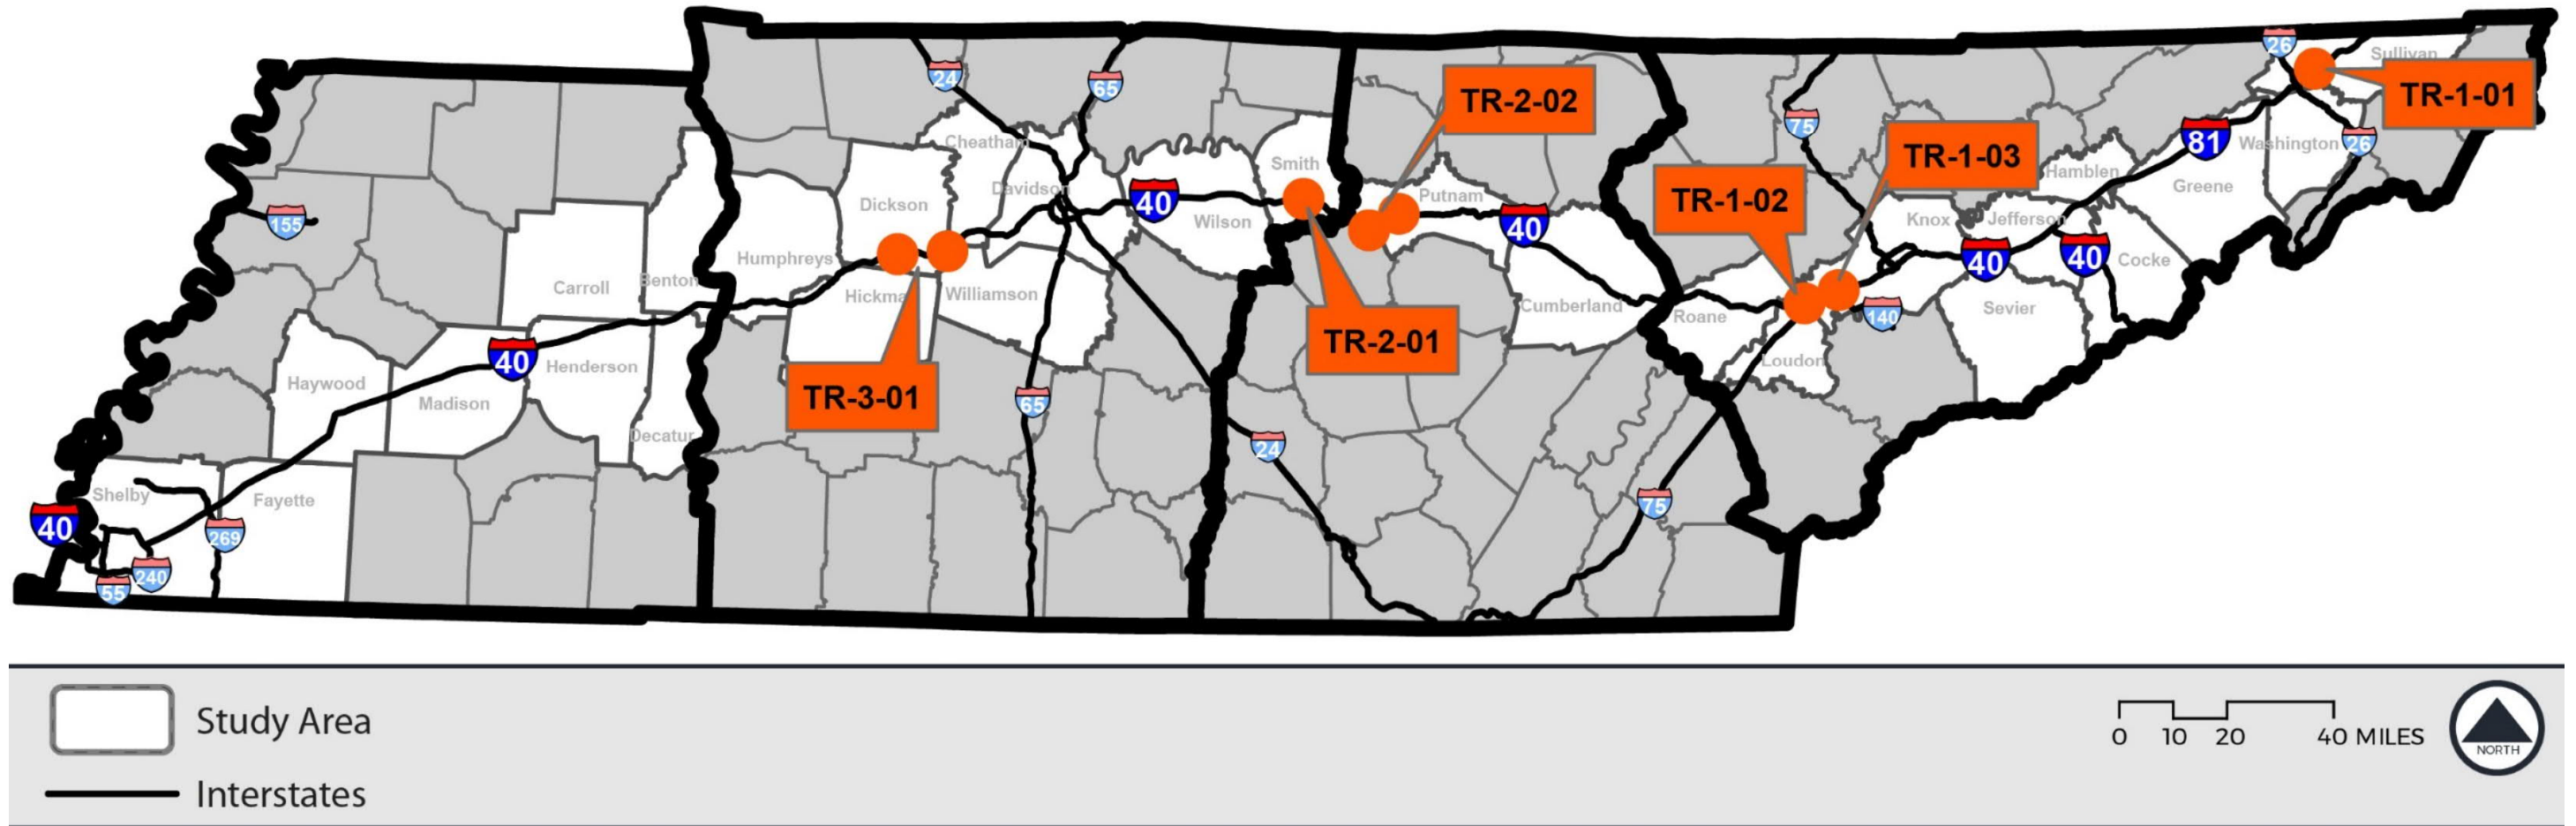 26
Sullivan
24
65
TR-2-02
TR-1-01
75
81
Washington
26
Cheatham
TR-1-03
Smith
Hamblen
Davidson
40
Putnam
TR-1-02
Greene
Dickson
155
Wilson
40
Knox
Jefferson
40
40
Cocke
Humphreys
Carroll
Benton
Hickma
Williamson
Cumberland
Roane
140
Sevier
TR-2-01
40
Henderson
Loudon
Haywood
Madison
TR-3-01
65
Decatur
24
Shelby
Fayette
75
40
269
240
55
Study Area
Interstates
0 10 20 40 MILES
NORTH